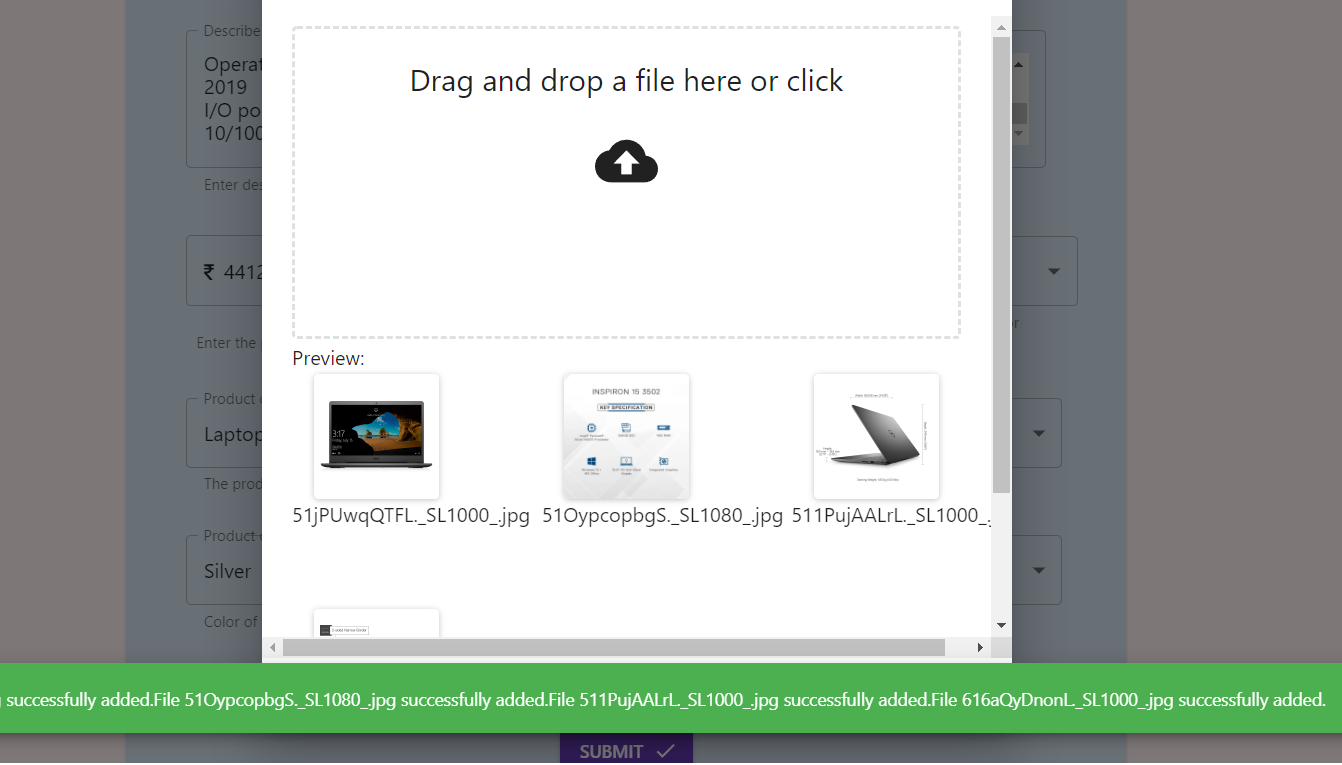 Describe
Operat
2019
I/O po
10/100
Enter des
₹ 4412
Enter the
Product
Laptop
The prod
Product
Silver
Color of
Drag and drop a file here or click
Preview:
INSPIRON 15 3502
KEY SPECIFICATION
3:17
51jPUwqQTFL._SL1000_.jpg 51OypcopbgS._SL1080_.jpg 511PujAALrL._SL1000_.
successfully added.File 51OypcopbgS._SL1080_.jpg successfully added.File 511PujAALrL._SL1000_.jpg successfully added.File 616aQyDnonL._SL1000_.jpg successfully added.
SUBMIT